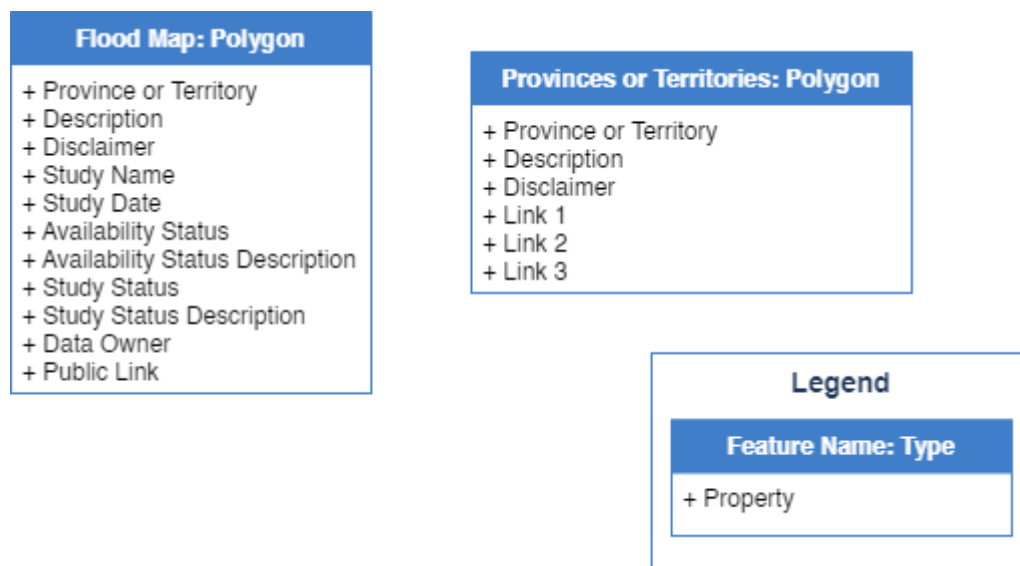 Flood Map: Polygon
+ Province or Territory
+ Description
+ Disclaimer
+ Study Name
+ Study Date
+ Availability Status
+ Availability Status Description
+ Study Status
+ Study Status Description
+ Data Owner
+ Public Link
Provinces or Territories: Polygon
+ Province or Territory
+ Description
+ Disclaimer
+ Link 1
+ Link 2
+ Link 3
Legend
Feature Name: Type
+ Property